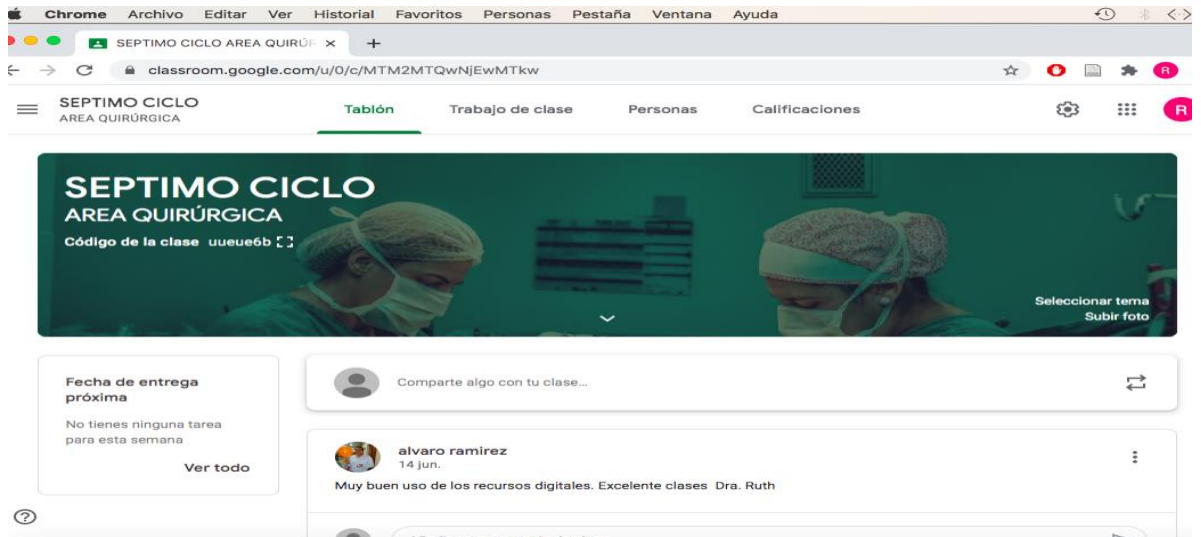 Chrome Archivo Editar Ver Historial Favoritos Personas Pestaña Ventana Ayuda
SEPTIMO CICLO AREA QUIRÚR
classroom.google.com/u/0/c/MTM2MTQwNjEwMTkw
R
SEPTIMO CICLO
AREA QUIRÚRGICA
Tablón Trabajo de clase Personas Calificaciones
R
SEPTIMO CICLO
AREA QUIRÚRGICA
Código de la clase uueue6b
Seleccionar tema
Subir foto
Fecha de entrega
próxima
No tienes ninguna tarea
para esta semana
Ver todo
Comparte algo con tu clase...
alvaro ramirez
14 jun.
Muy buen uso de los recursos digitales. Excelente clases Dra. Ruth